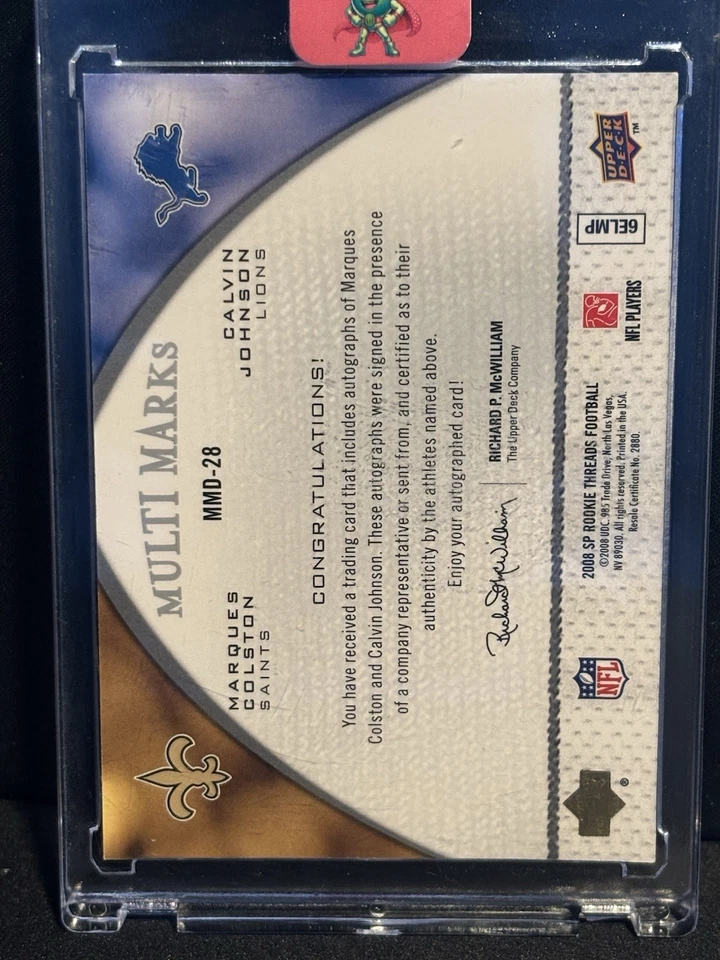 MULTI MARKS
MMD-28
MARQUES
COLSTON
SAINTS
CALVIN
JOHNSON
LIONS
CONGRATULATIONS!
You have received a trading card that includes autographs of Marques
Colston and Calvin Johnson. These autographs were signed in the presence
of a company representative or sent from, and certified as to their
authenticity by the athletes named above.
Enjoy your autographed card!
Richard McWilliam
RICHARD P. McWILLIAM
The Upper Deck Company
®
NFL
2008 SP ROOKIE THREADS FOOTBALL
©2008 UDC. 985 Trade Drive, North Las Vegas,
NV 89030. All rights reserved. Printed in the USA.
Resale Certificate No. 2880.
NFL PLAYERS
6ELMP
UPPER
D·E·C·K
TM